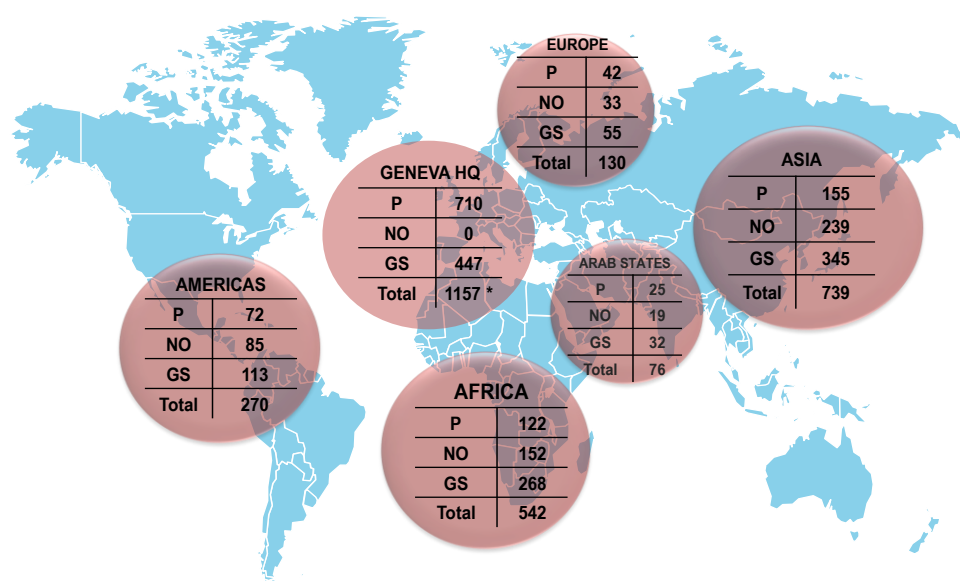 EUROPE
P 42
NO 33
GS 55
Total 130
GENEVA HQ
P 710
NO 0
GS 447
Total 1157 *
ASIA
P 155
NO 239
GS 345
Total 739
ARAB STATES
P 25
NO 19
GS 32
Total 76
AMERICAS
P 72
NO 85
GS 113
Total 270
AFRICA
P 122
NO 152
GS 268
Total 542